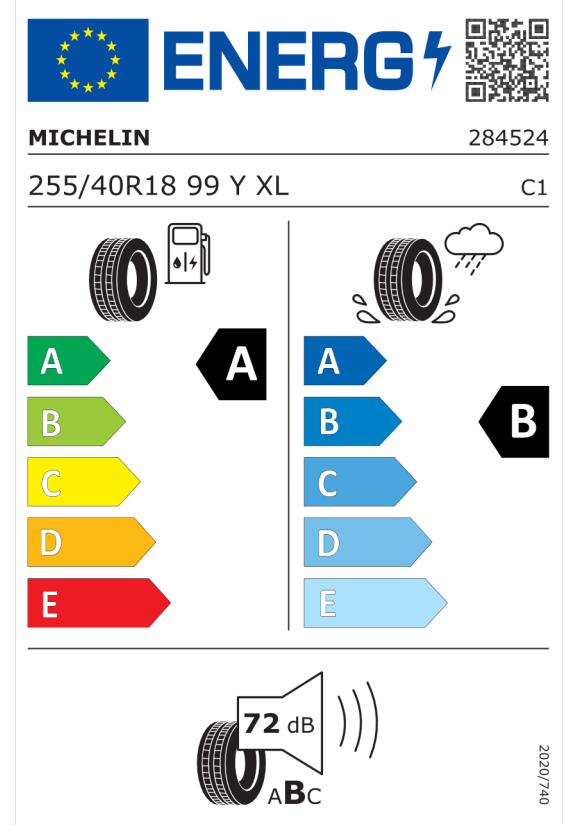 ENERG
MICHELIN 284524
255/40R18 99 Y XL C1
A A A B
B B
C C
D D
E E
72 dB
ABC
2020/740